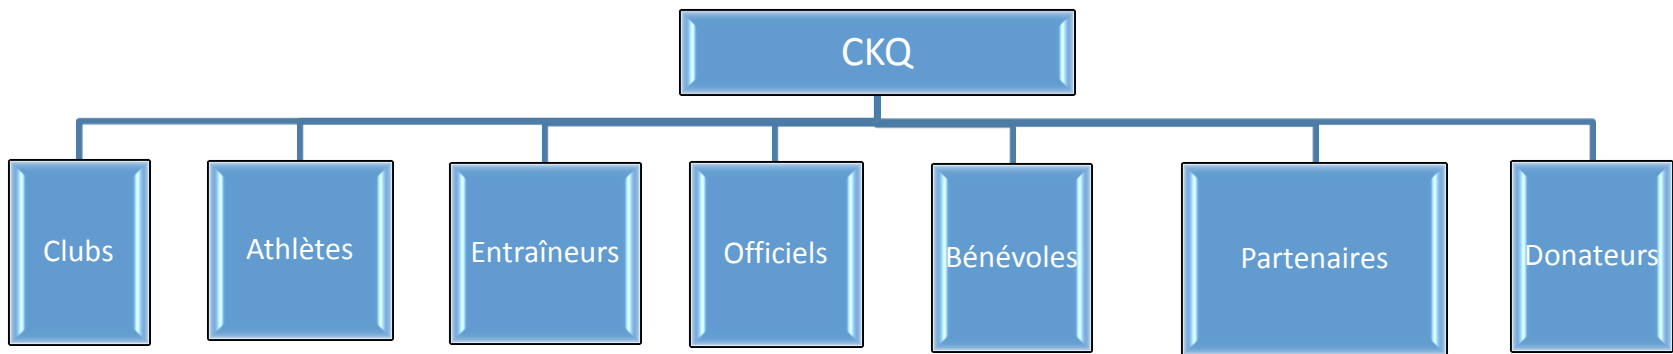 CKQ
Clubs
Athlètes
Entraîneurs
Officiels
Bénévoles
Partenaires
Donateurs